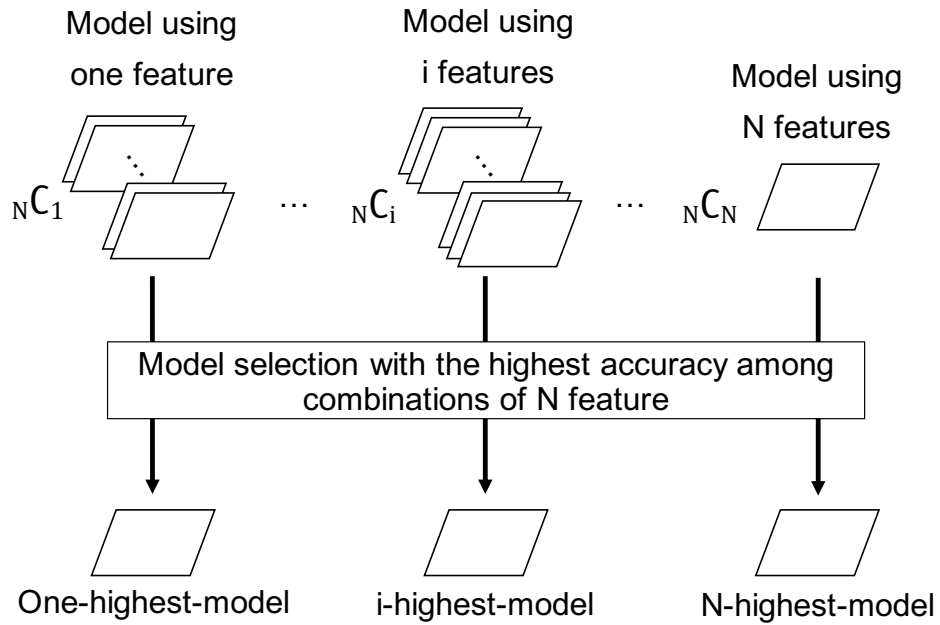 Model using
one feature
Model using
i features
Model using
N features
⋱
⋱
NC1
…
NCi
…
NCN
Model selection with the highest accuracy among
combinations of N feature
One-highest-model
i-highest-model
N-highest-model